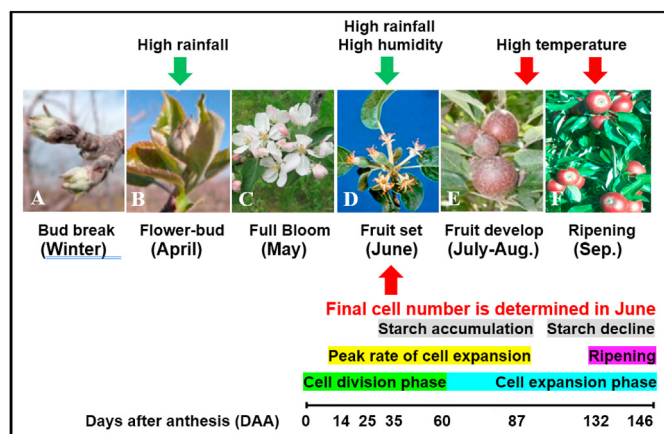 High rainfall
High rainfall
High humidity
High temperature
A B C D E F
Bud break
(Winter)
Flower-bud
(April)
Full Bloom
(May)
Fruit set
(June)
Fruit develop
(July-Aug.)
Ripening
(Sep.)
Final cell number is determined in June
Starch accumulation Starch decline
Peak rate of cell expansion Ripening
Cell division phase Cell expansion phase
Days after anthesis (DAA) 0 14 25 35 60 87 132 146